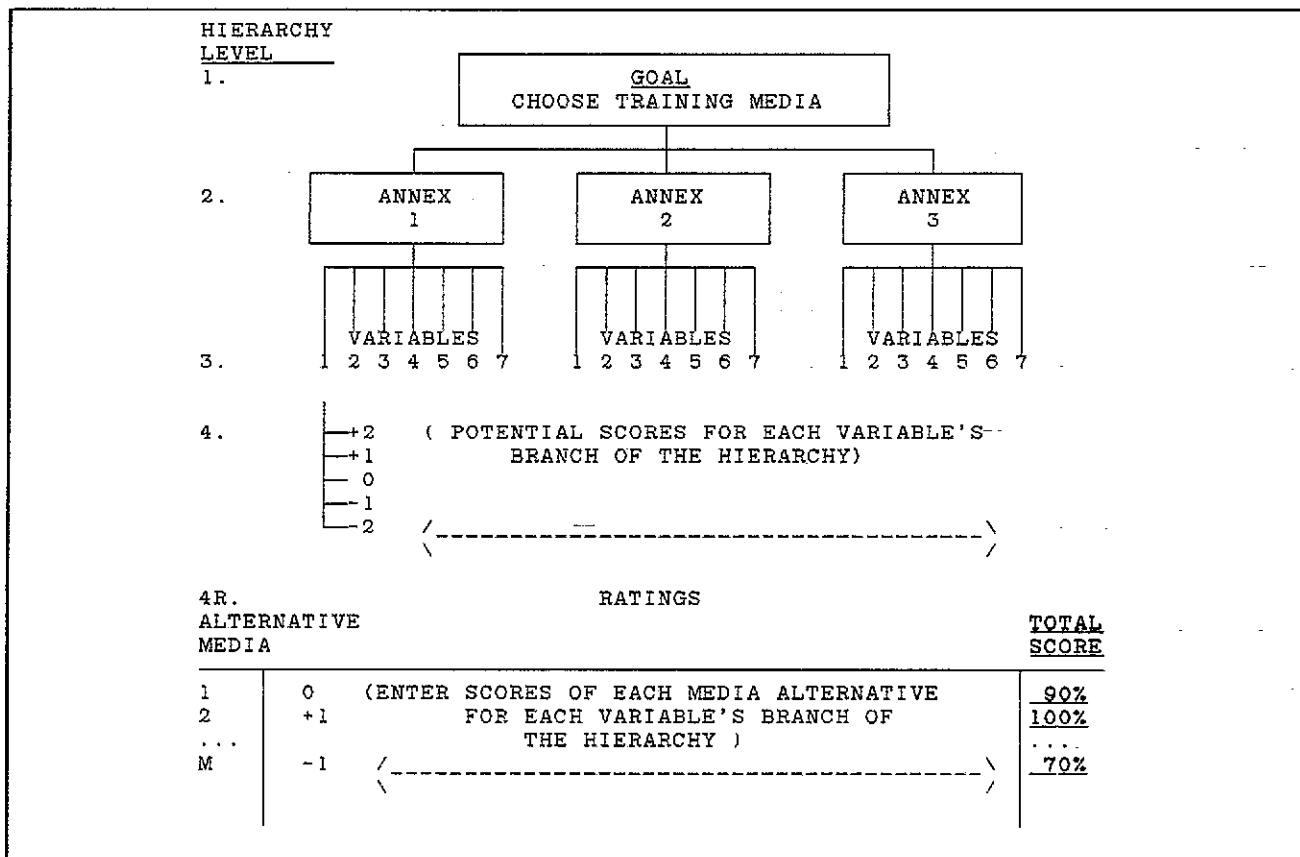 HIERARCHY
LEVEL
1.
GOAL
CHOOSE TRAINING MEDIA
2.
ANNEX
1
ANNEX
2
ANNEX
3
VARIABLES VARIABLES VARIABLES
3. 1 2 3 4 5 6 7 1 2 3 4 5 6 7 1 2 3 4 5 6 7
4. +2 ( POTENTIAL SCORES FOR EACH VARIABLE'S
+1 BRANCH OF THE HIERARCHY)
0
-1
-2
4R. RATINGS
ALTERNATIVE
MEDIA
TOTAL
SCORE
1 0 (ENTER SCORES OF EACH MEDIA ALTERNATIVE 90%
2 +1 FOR EACH VARIABLE'S BRANCH OF 100%
... THE HIERARCHY ) ....
M -1 70%